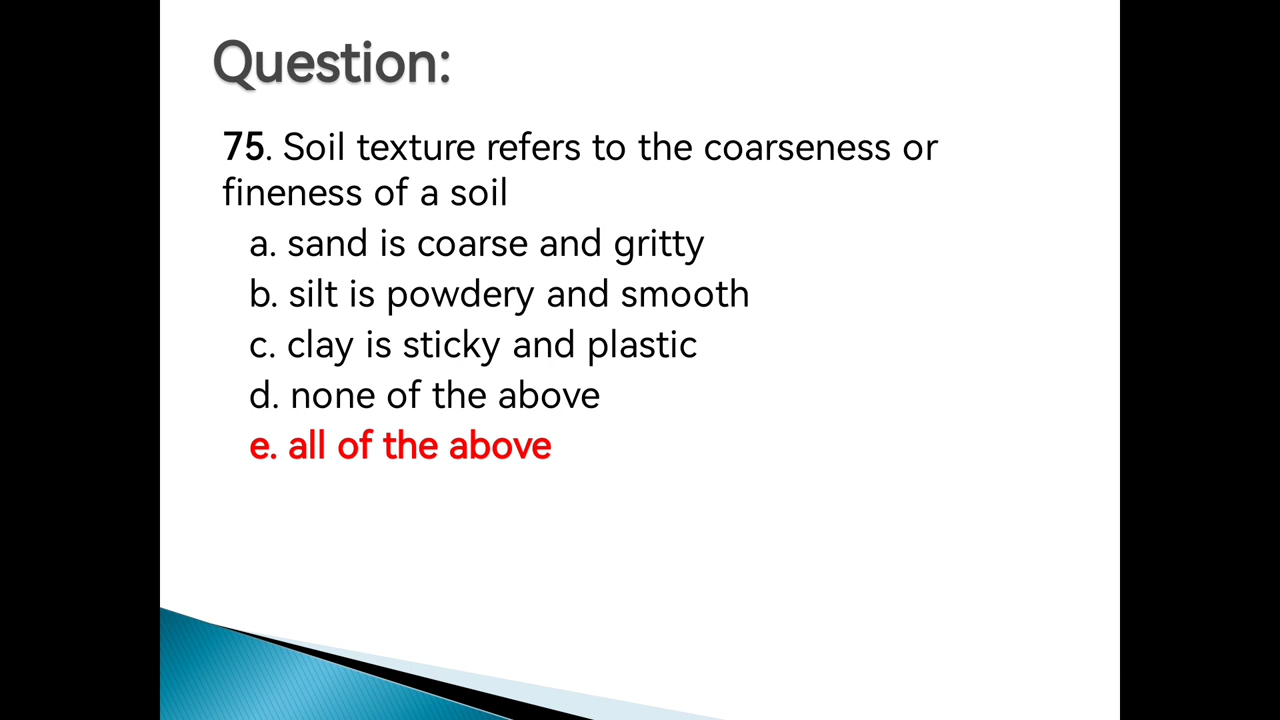 Question:
75. Soil texture refers to the coarseness or
fineness of a soil
a. sand is coarse and gritty
b. silt is powdery and smooth
c. clay is sticky and plastic
d. none of the above
e. all of the above